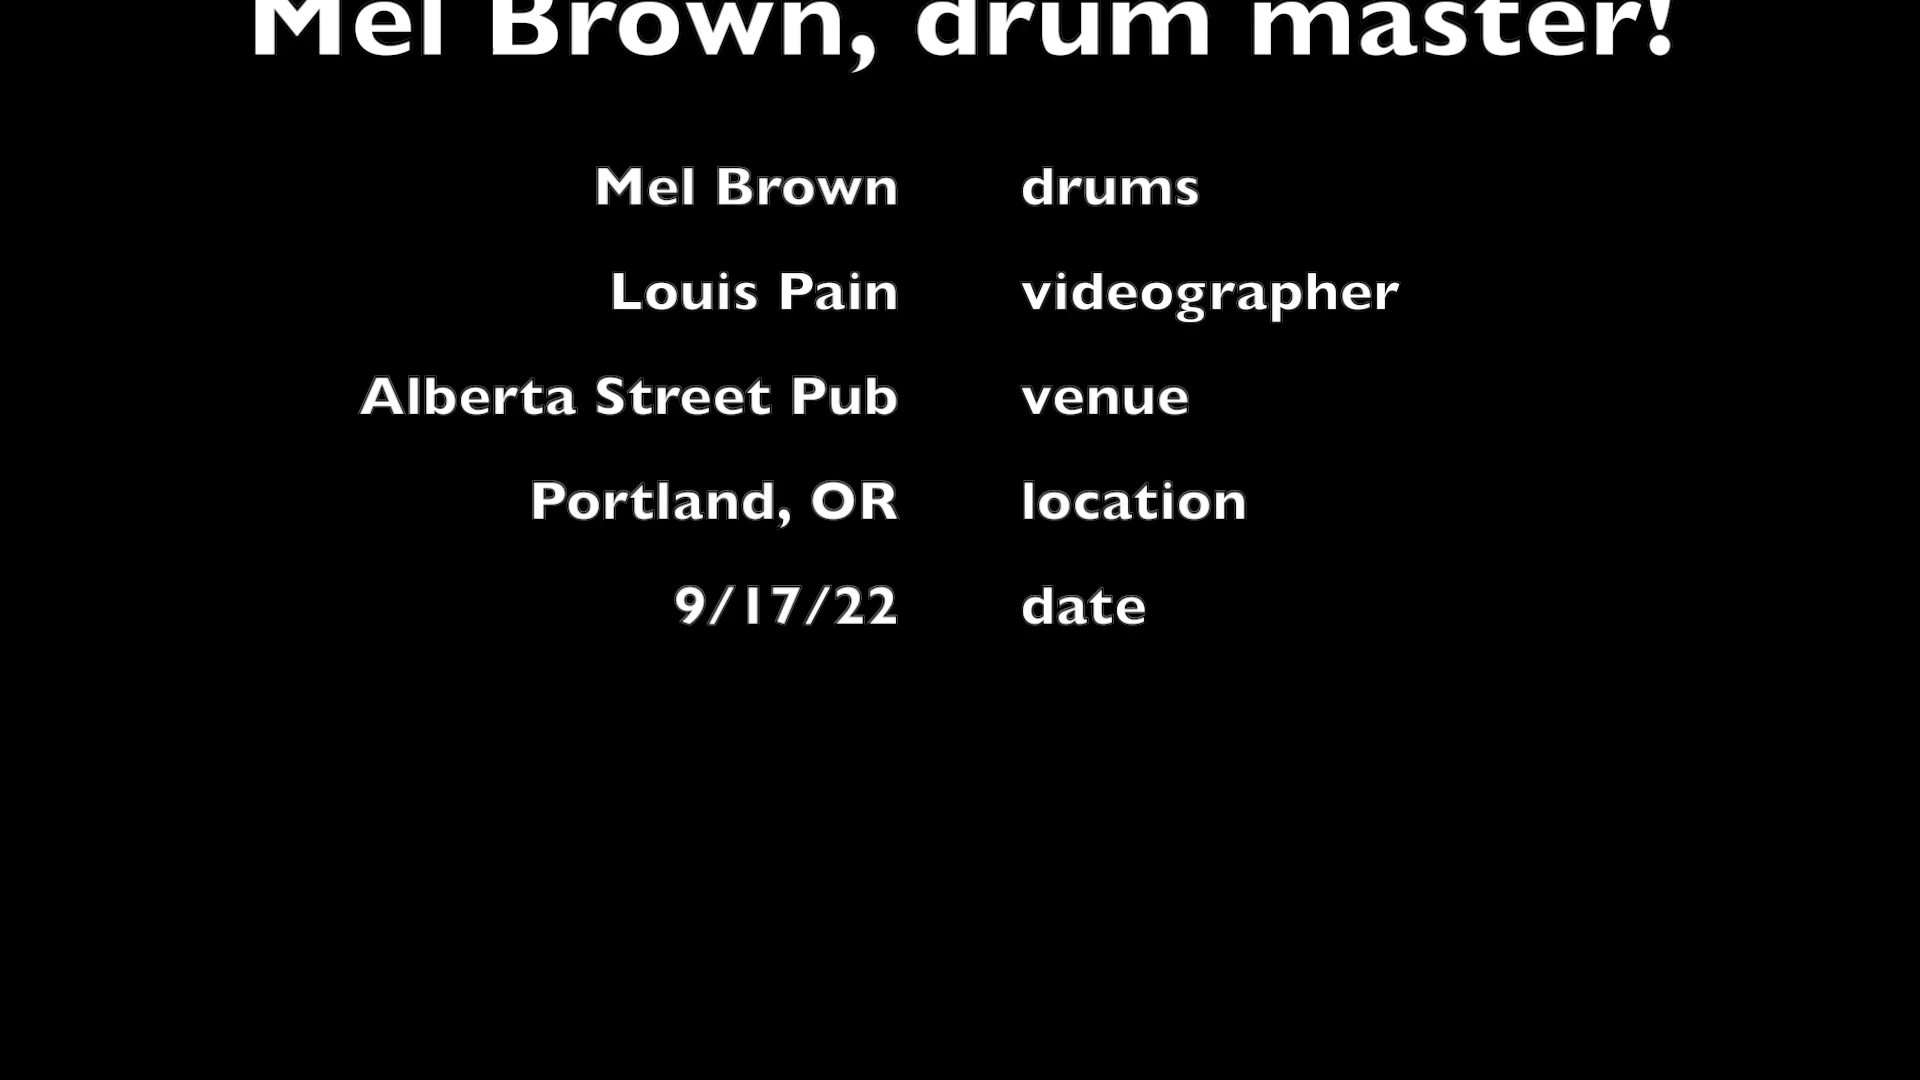 Mel Brown, drum master!
Mel Brown drums
Louis Pain videographer
Alberta Street Pub venue
Portland, OR location
9/17/22 date